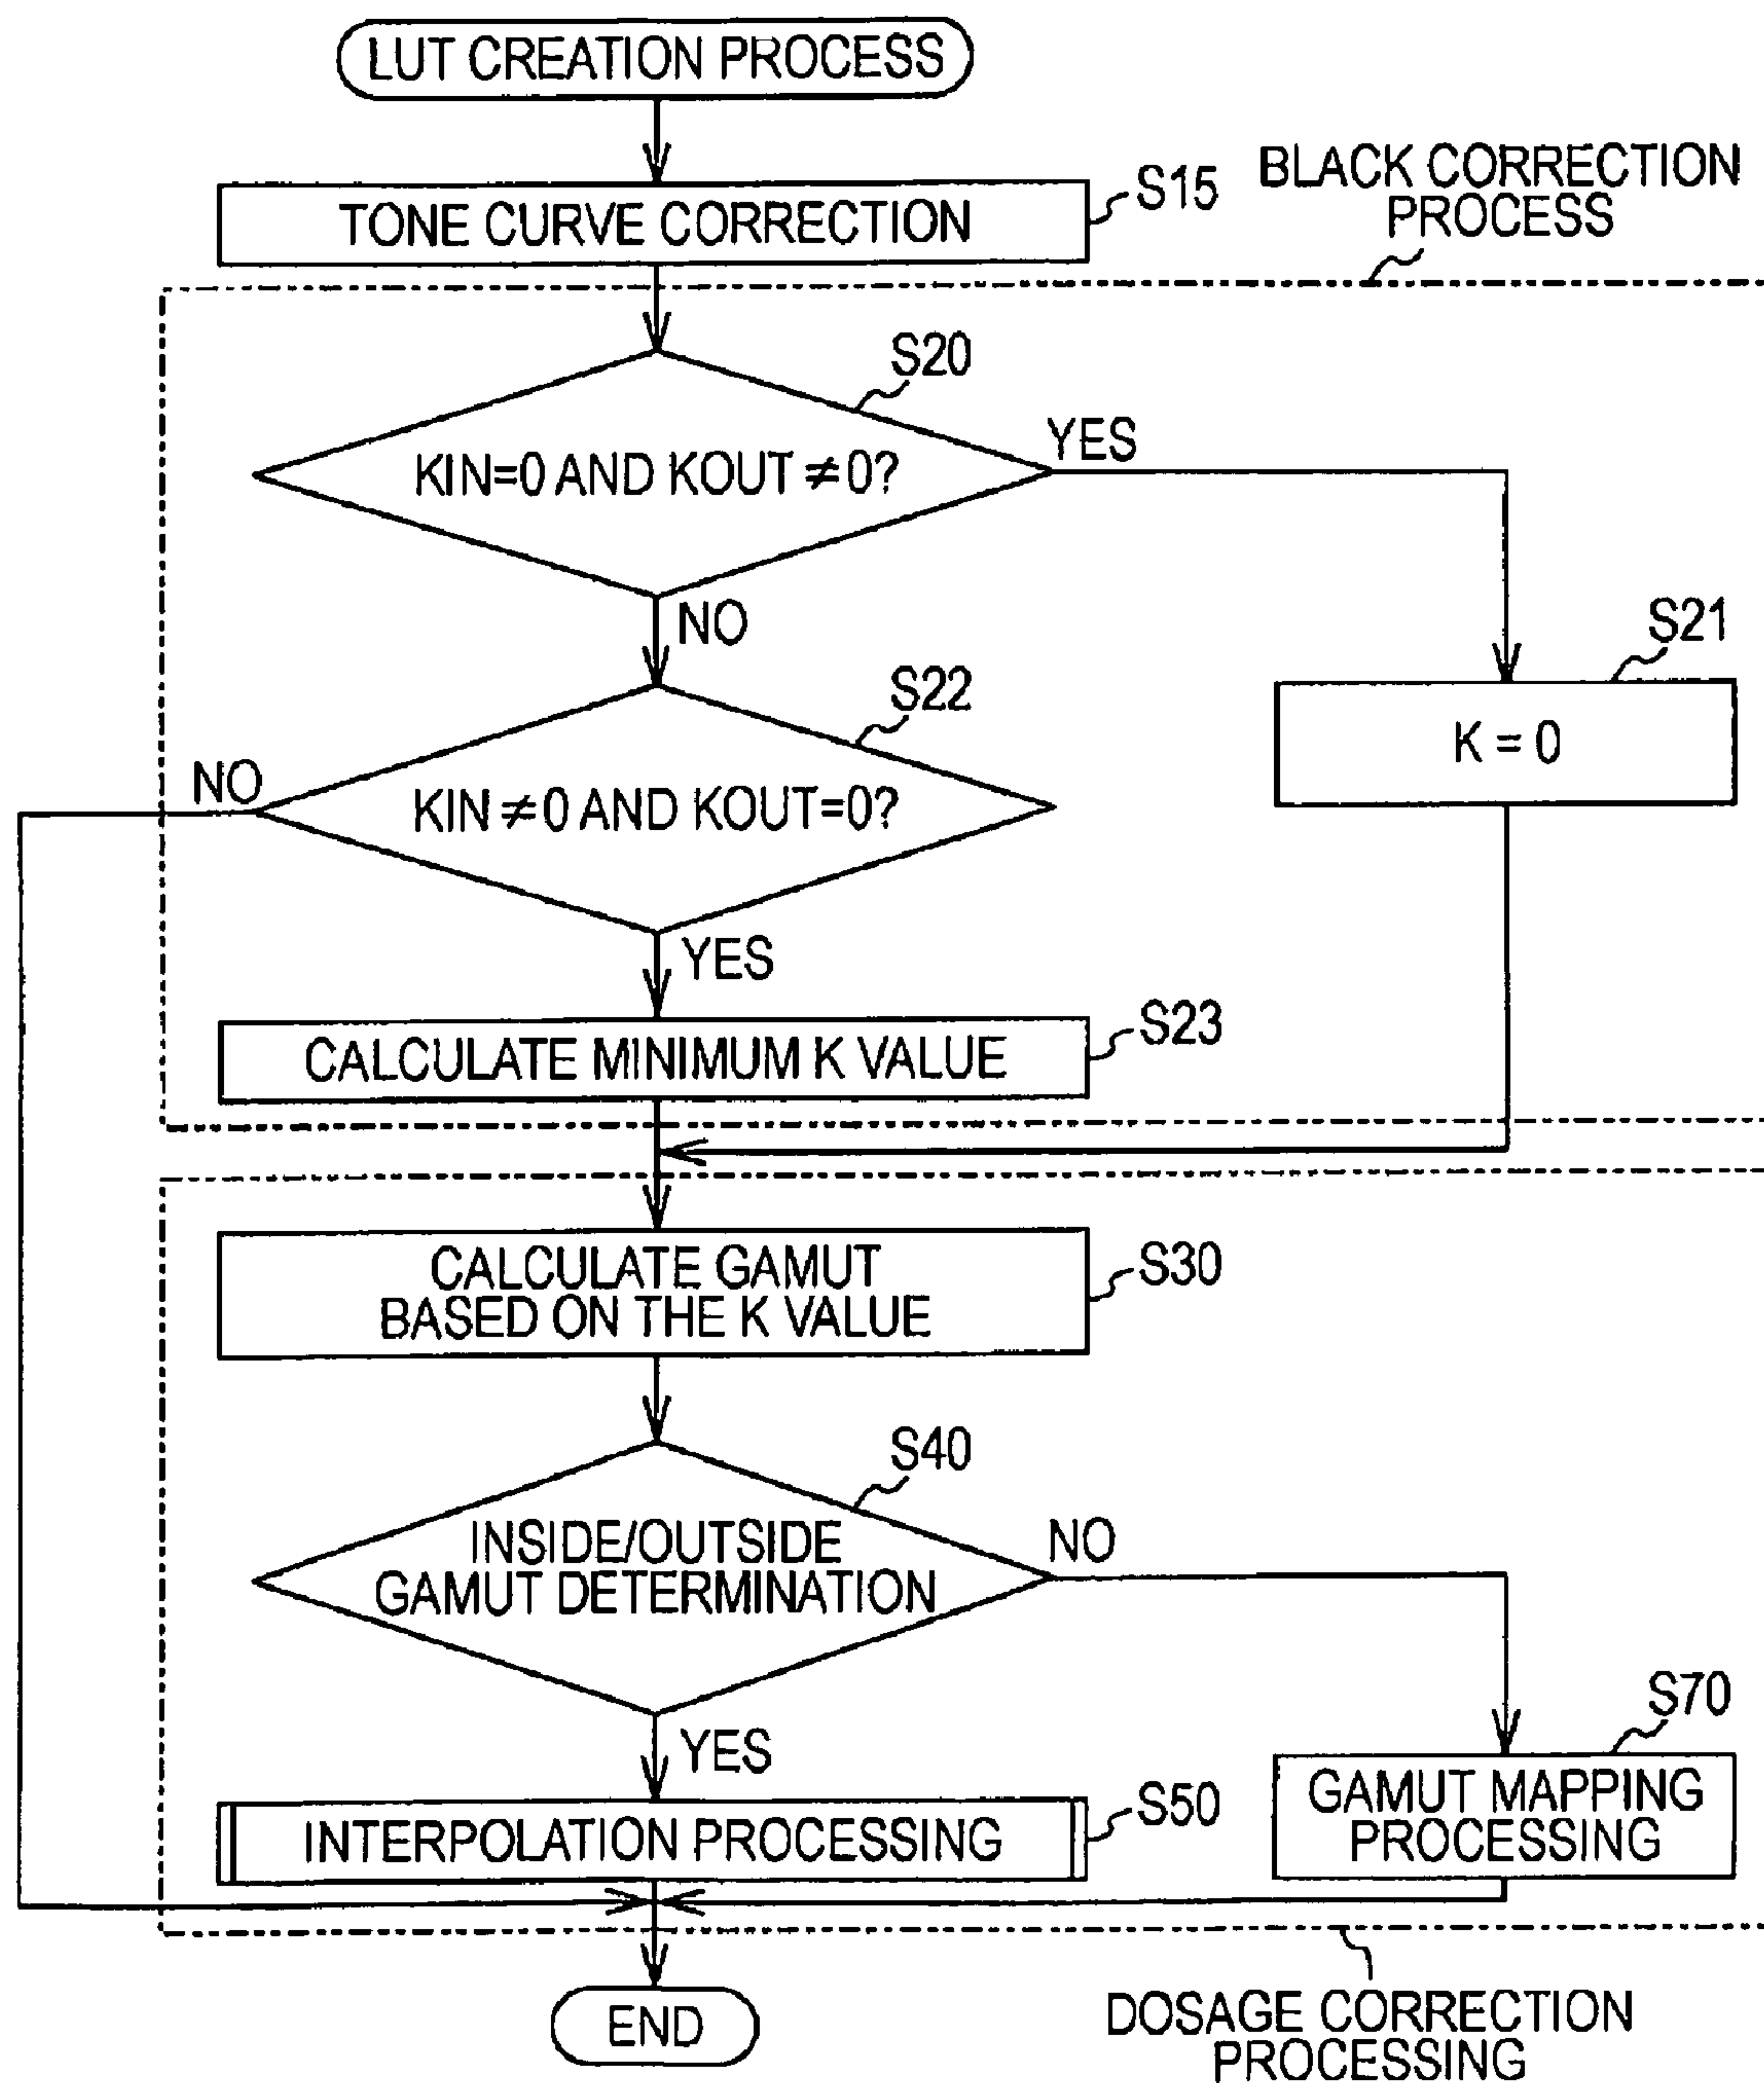 LUT CREATION PROCESS
TONE CURVE CORRECTION
S15
BLACK CORRECTION
PROCESS
S20
KIN=0 AND KOUT ≠ 0?
YES
NO
S21
K = 0
S22
KIN ≠ 0 AND KOUT=0?
NO
YES
CALCULATE MINIMUM K VALUE
S23
CALCULATE GAMUT
BASED ON THE K VALUE
S30
S40
INSIDE/OUTSIDE
GAMUT DETERMINATION
NO
YES
S70
GAMUT MAPPING
PROCESSING
INTERPOLATION PROCESSING
S50
END
DOSAGE CORRECTION
PROCESSING